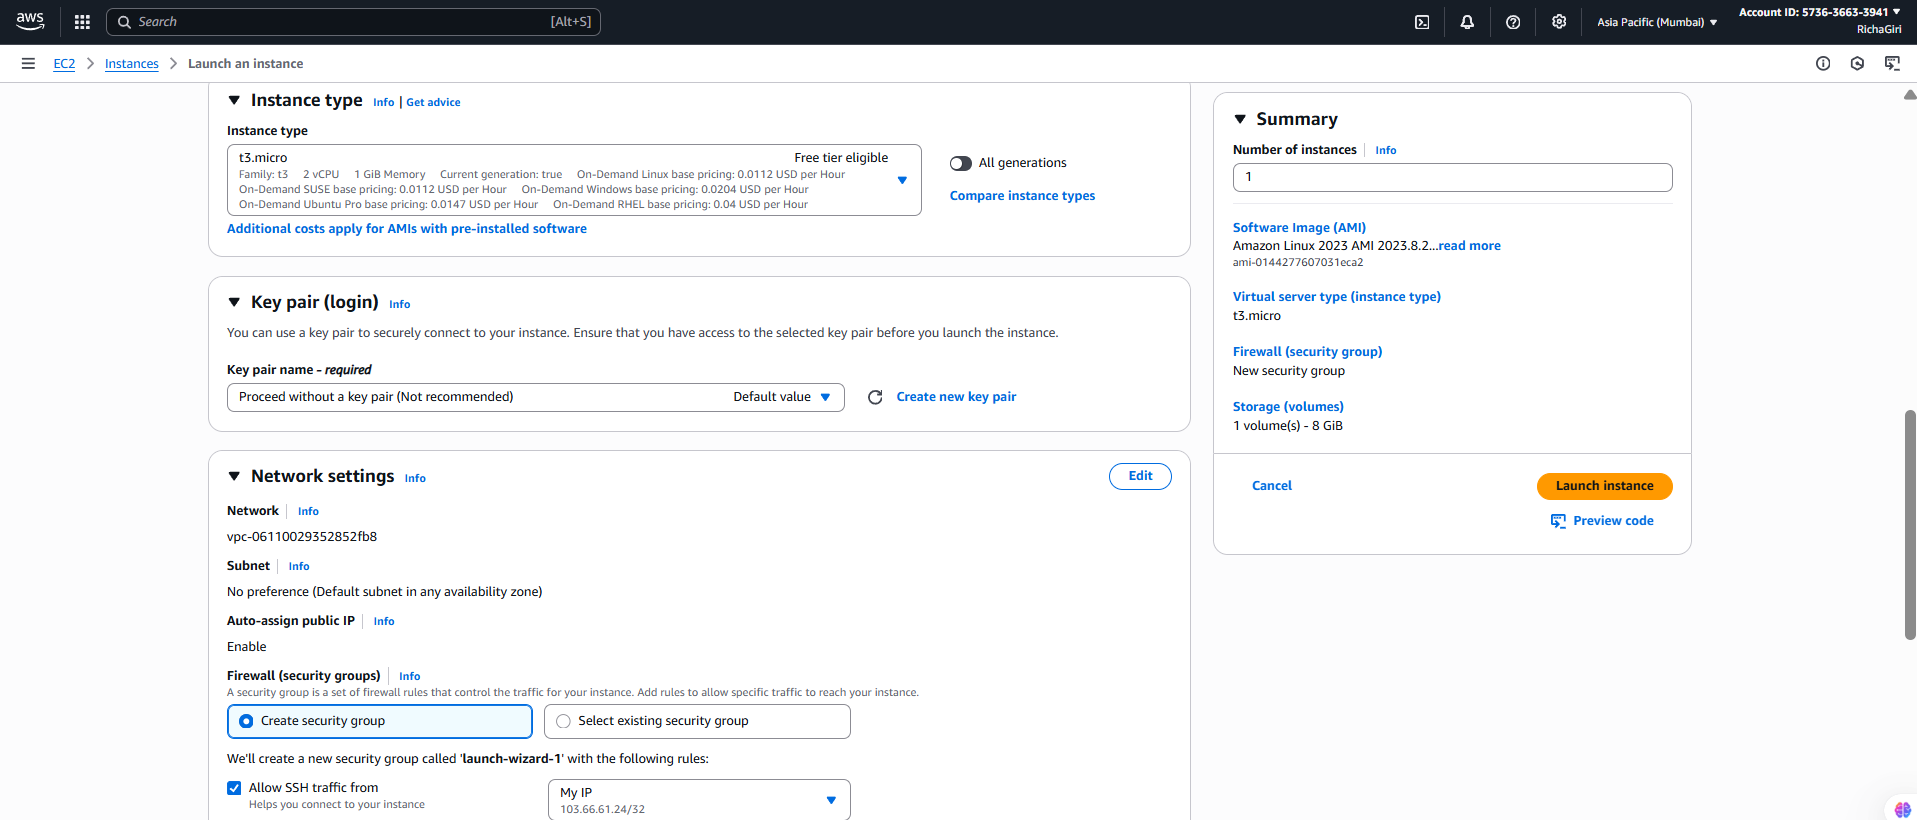 aws
Search
[Alt+S]
Asia Pacific (Mumbai)
Account ID: 5736-3663-3941
RichaGiri
EC2
Instances
Launch an instance
Instance type Info | Get advice
Instance type
t3.micro Free tier eligible
Family: t3 2 vCPU 1 GiB Memory Current generation: true On-Demand Linux base pricing: 0.0112 USD per Hour
On-Demand SUSE base pricing: 0.0112 USD per Hour On-Demand Windows base pricing: 0.0204 USD per Hour
On-Demand Ubuntu Pro base pricing: 0.0147 USD per Hour On-Demand RHEL base pricing: 0.04 USD per Hour
All generations
Compare instance types
Additional costs apply for AMIs with pre-installed software
Key pair (login) Info
You can use a key pair to securely connect to your instance. Ensure that you have access to the selected key pair before you launch the instance.
Key pair name - required
Proceed without a key pair (Not recommended) Default value
Create new key pair
Network settings Info
Edit
Network Info
vpc-06110029352852fb8
Subnet Info
No preference (Default subnet in any availability zone)
Auto-assign public IP Info
Enable
Firewall (security groups) Info
A security group is a set of firewall rules that control the traffic for your instance. Add rules to allow specific traffic to reach your instance.
Create security group
Select existing security group
We'll create a new security group called 'launch-wizard-1' with the following rules:
Allow SSH traffic from
Helps you connect to your instance
My IP
103.66.61.24/32
Summary
Number of instances Info
1
Software Image (AMI)
Amazon Linux 2023 AMI 2023.8.2...read more
ami-0144277607031eca2
Virtual server type (instance type)
t3.micro
Firewall (security group)
New security group
Storage (volumes)
1 volume(s) - 8 GiB
Cancel
Launch instance
Preview code